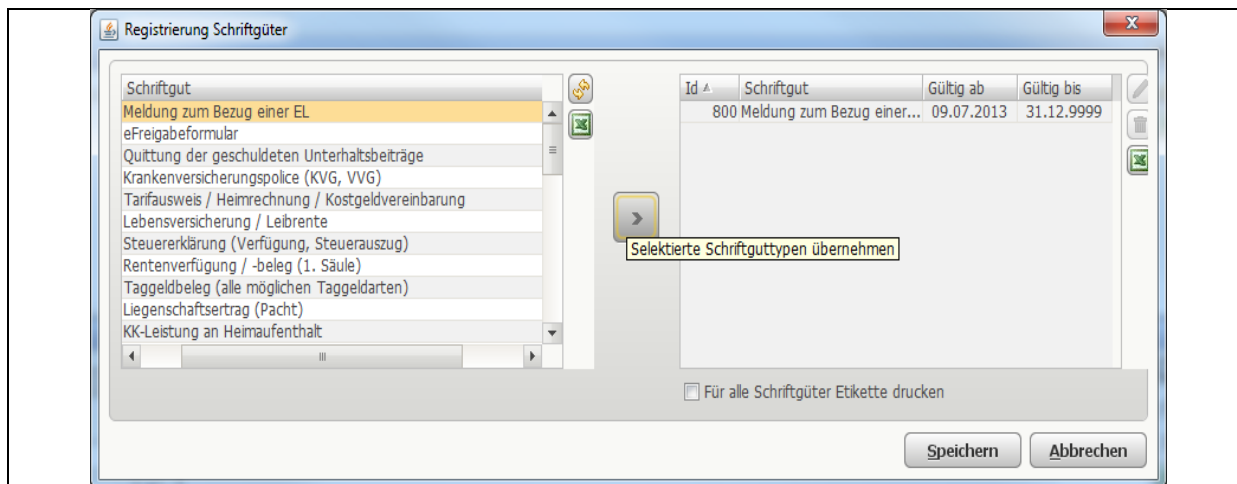 Registrierung Schriftgüter
Schriftgut
Meldung zum Bezug einer EL
eFreigabeformular
Quittung der geschuldeten Unterhaltsbeiträge
Krankenversicherungspolice (KVG, VVG)
Tarifausweis / Heimrechnung / Kostgeldvereinbarung
Lebensversicherung / Leibrente
Steuererklärung (Verfügung, Steuerauszug)
Rentenverfügung / -beleg (1. Säule)
Taggeldbeleg (alle möglichen Taggeldarten)
Liegenschaftsertrag (Pacht)
KK-Leistung an Heimaufenthalt
>
Selektierte Schriftguttypen übernehmen
Id Schriftgut Gültig ab Gültig bis
800 Meldung zum Bezug einer... 09.07.2013 31.12.9999
Für alle Schriftgüter Etikette drucken
Speichern Abbrechen